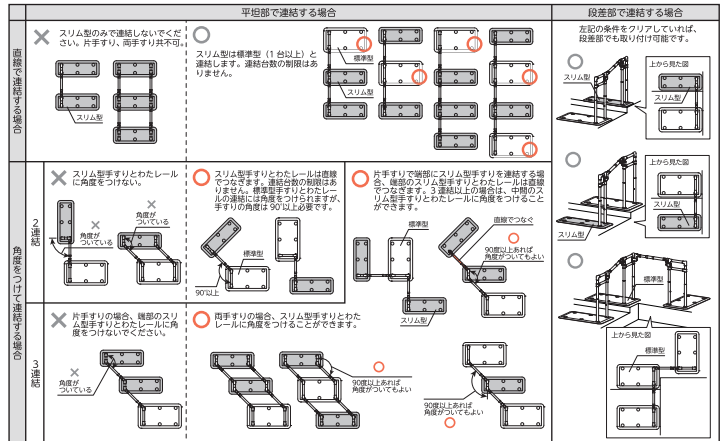 平坦部で連結する場合
段差部で連結する場合
直線で連結する場合
スリム型のみで連結しないでくだ
さい。片手すり、両手すり共不可。
スリム型
スリム型は標準型（1 台以上）と
連結します。連結台数の制限はあ
りません。
標準型
スリム型
左記の条件をクリアしていれば、
段差部でも取り付け可能です。
スリム型
上から見た図
スリム型
上から見た図
スリム型
標準型
上から見た図
標準型
角度をつけて連結する場合
2連結
スリム型手すりとわたレール
に角度をつけない。
角度が
ついている
角度が
ついている
スリム型手すりとわたレールは直線
でつなぎます。連結台数の制限はあ
りません。標準型手すりとわたレー
ルの連結には角度をつけられますが、
手すりの角度は 90°以上必要です。
標準型
90°以上
片手すりで端部にスリム型手すりを連結する場
合、端部のスリム型手すりとわたレールは直線
でつなぎます。3 連結以上の場合は、中間のス
リム型手すりとわたレールに角度をつけること
ができます。
標準型
直線でつなぐ
90度以上あれば
角度がついてもよい
スリム型
90度以上あれば
角度がついてもよい
3連結
片手すりの場合、端部のスリ
ム型手すりとわたレールに角
度をつけないでください。
角度が
ついている
両手すりの場合、スリム型手すりとわた
レールに角度をつけることができます。
90度以上あれば
角度がついてもよい